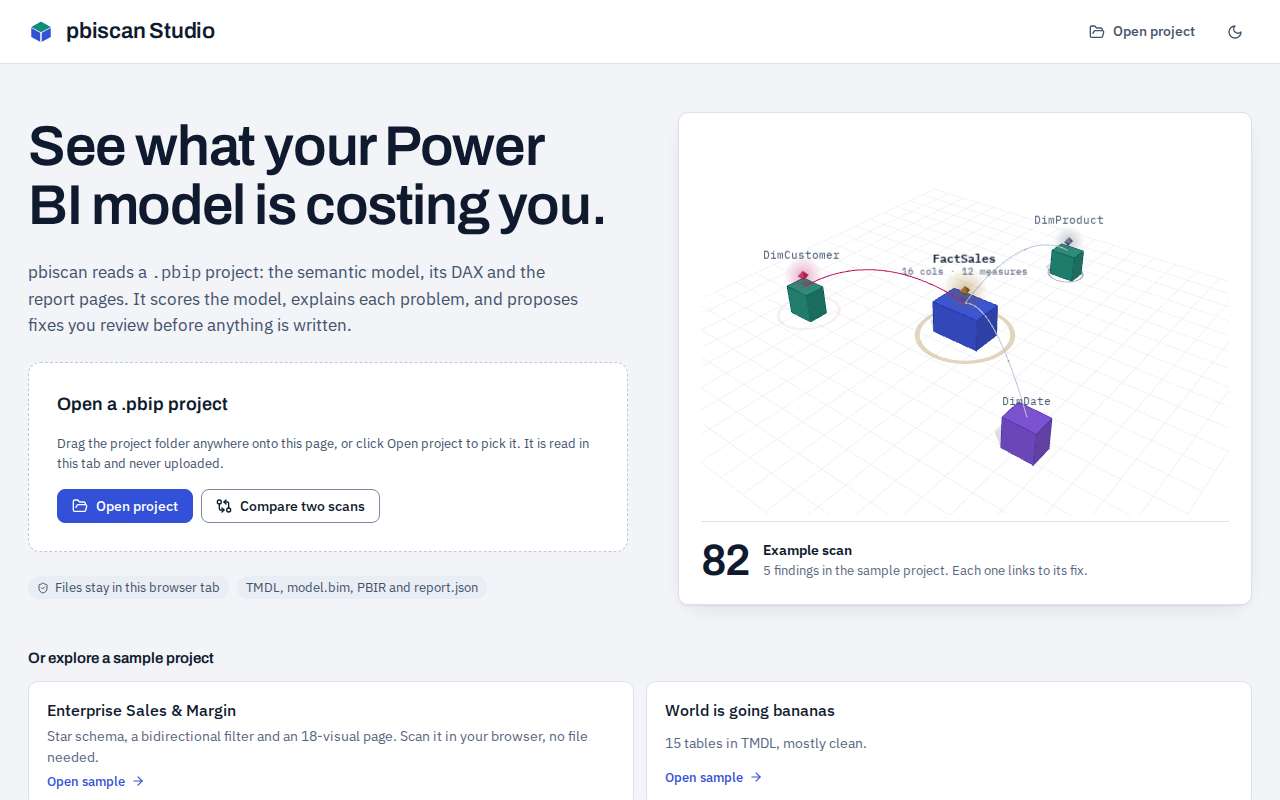 pbiscan Studio
Open project
See what your Power
BI model is costing you.
pbiscan reads a .pbip project: the semantic model, its DAX and the
report pages. It scores the model, explains each problem, and proposes
fixes you review before anything is written.
Open a .pbip project
Drag the project folder anywhere onto this page, or click Open project to pick it. It is read in
this tab and never uploaded.
Open project
Compare two scans
Files stay in this browser tab
TMDL, model.bim, PBIR and report.json
DimProduct
DimCustomer
FactSales
16 cols · 12 measures
DimDate
82
Example scan
5 findings in the sample project. Each one links to its fix.
Or explore a sample project
Enterprise Sales & Margin
Star schema, a bidirectional filter and an 18-visual page. Scan it in your browser, no file
needed.
Open sample
World is going bananas
15 tables in TMDL, mostly clean.
Open sample